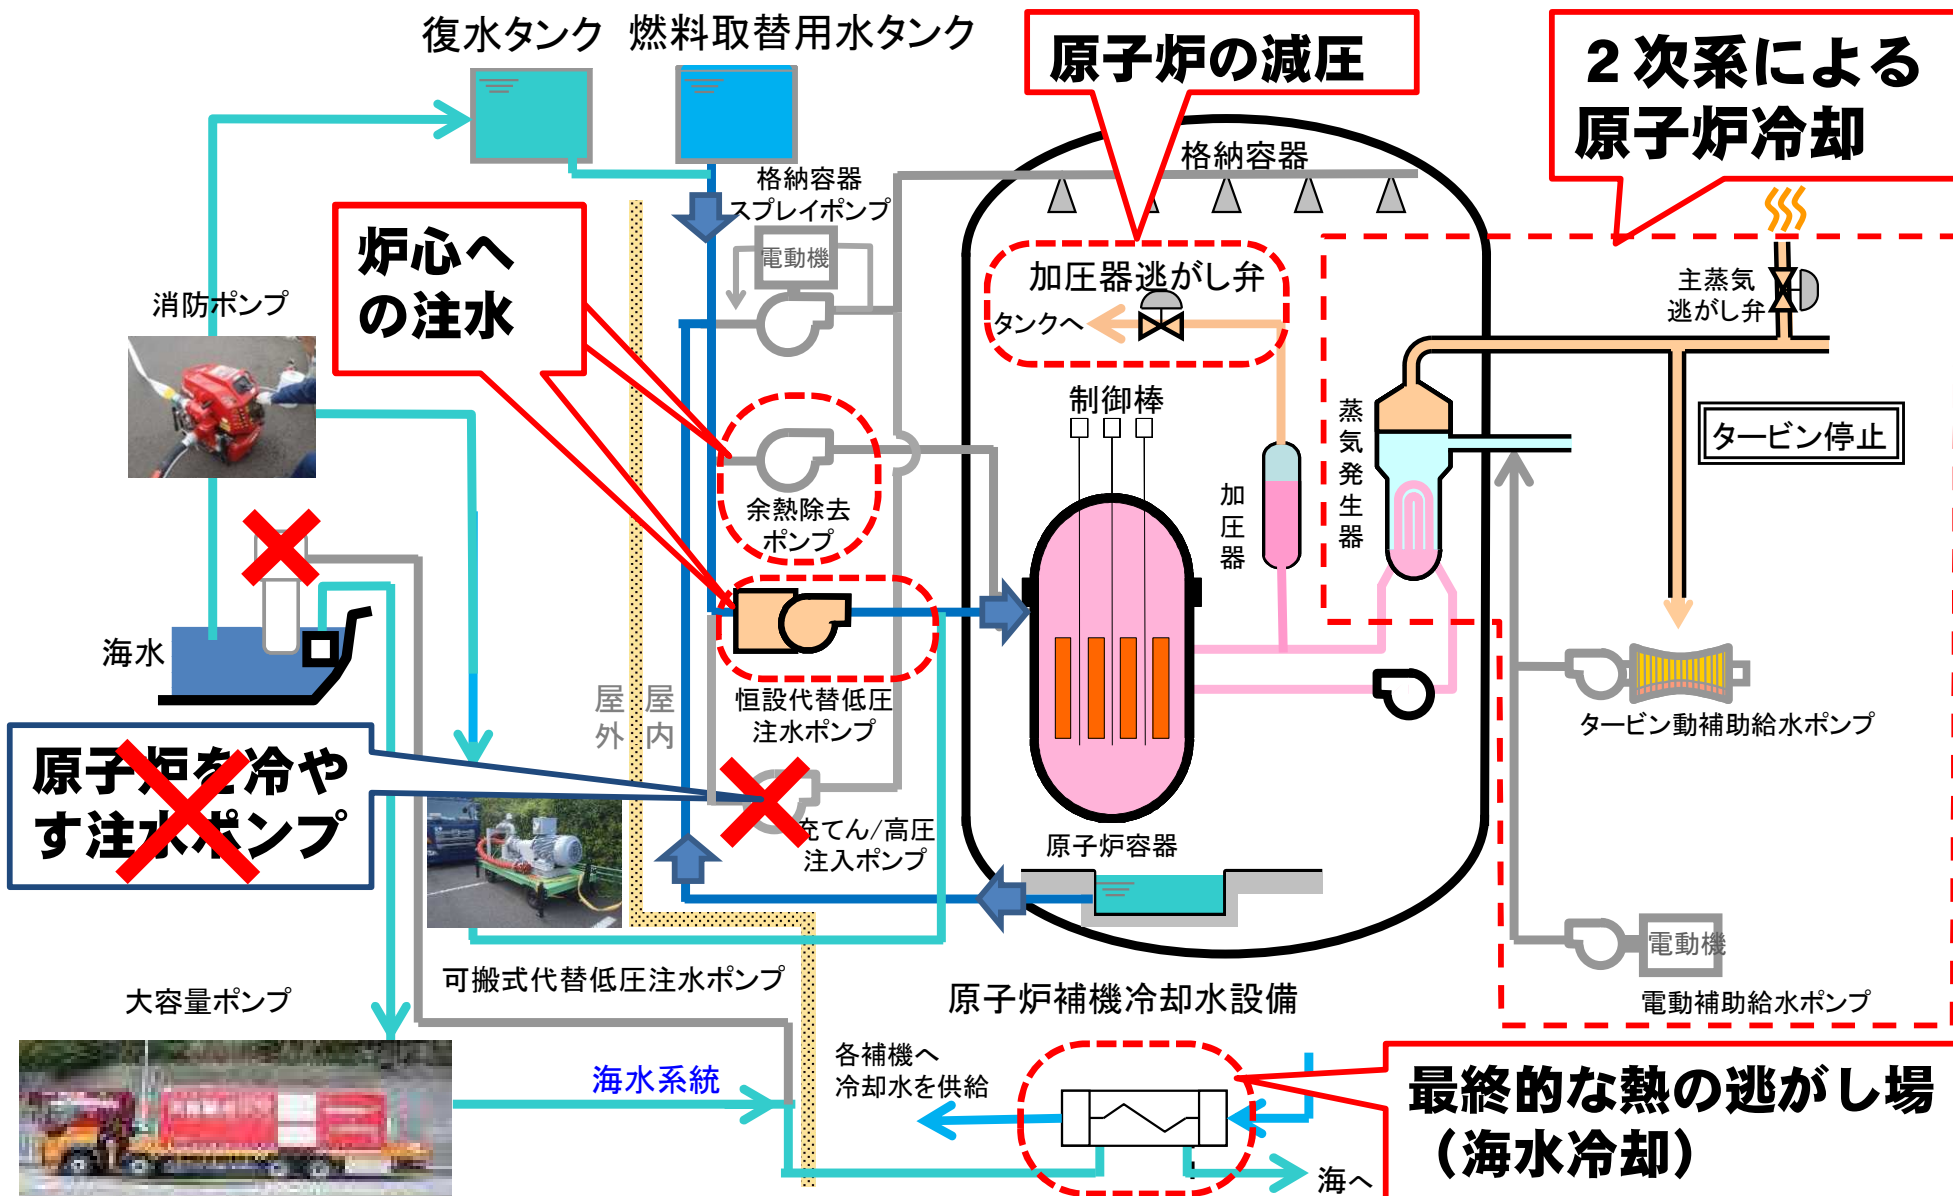 復水タンク
燃料取替用水タンク
原子炉の減圧
２次系による
原子炉冷却
格納容器
格納容器
スプレイポンプ
電動機
炉心へ
の注水
消防ポンプ
加圧器逃がし弁
タンクへ
主蒸気
逃がし弁
制御棒
蒸気発生器
タービン停止
加圧器
余熱除去
ポンプ
海水
屋外
屋内
恒設代替低圧
注水ポンプ
タービン動補助給水ポンプ
原子炉を冷や
す注水ポンプ
充てん/高圧
注入ポンプ
原子炉容器
電動機
可搬式代替低圧注水ポンプ
大容量ポンプ
原子炉補機冷却水設備
電動補助給水ポンプ
各補機へ
冷却水を供給
海水系統
最終的な熱の逃がし場
（海水冷却）
海へ